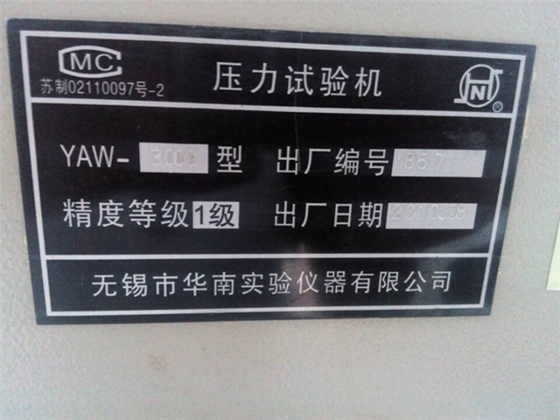 MC
苏制02110097号-2
压力试验机
HN
®
YAW-3000型 出厂编号
精度等级1级 出厂日期
无锡市华南实验仪器有限公司